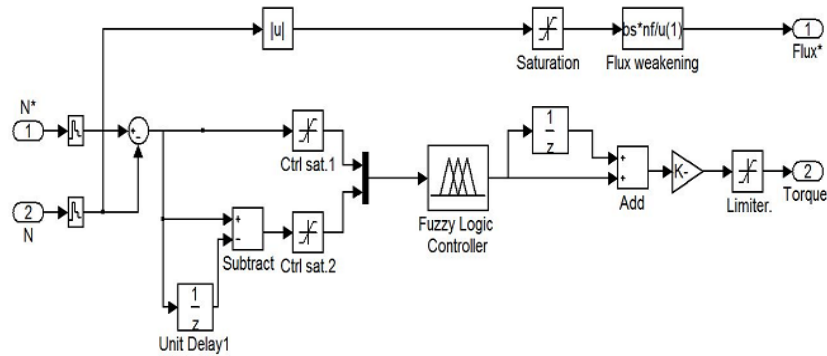 |u|
Saturation
bs*nf/u(1)
Flux weakening
1
Flux*
N*
1
+
-
Ctrl sat.1
2
N
+
-
Subtract
Ctrl sat.2
1
z
Unit Delay1
Fuzzy Logic
Controller
1
z
+
+
Add
K-
Limiter.
2
Torque